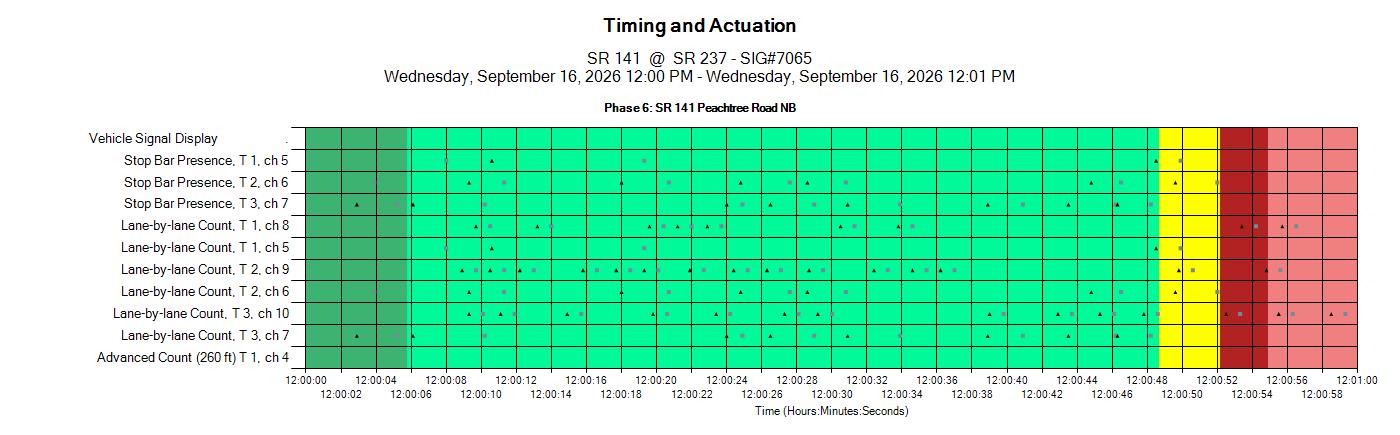 Timing and Actuation
SR 141 @ SR 237 - SIG#7065
Wednesday, September 16, 2026 12:00 PM - Wednesday, September 16, 2026 12:01 PM
Phase 6: SR 141 Peachtree Road NB
Vehicle Signal Display .
Stop Bar Presence, T 1, ch 5
Stop Bar Presence, T 2, ch 6
Stop Bar Presence, T 3, ch 7
Lane-by-lane Count, T 1, ch 8
Lane-by-lane Count, T 1, ch 5
Lane-by-lane Count, T 2, ch 9
Lane-by-lane Count, T 2, ch 6
Lane-by-lane Count, T 3, ch 10
Lane-by-lane Count, T 3, ch 7
Advanced Count (260 ft) T 1, ch 4
12:00:00 12:00:04 12:00:08 12:00:12 12:00:16 12:00:20 12:00:24 12:00:28 12:00:32 12:00:36 12:00:40 12:00:44 12:00:48 12:00:52 12:00:56 12:01:00
12:00:02 12:00:06 12:00:10 12:00:14 12:00:18 12:00:22 12:00:26 12:00:30 12:00:34 12:00:38 12:00:42 12:00:46 12:00:50 12:00:54 12:00:58
Time (Hours:Minutes:Seconds)